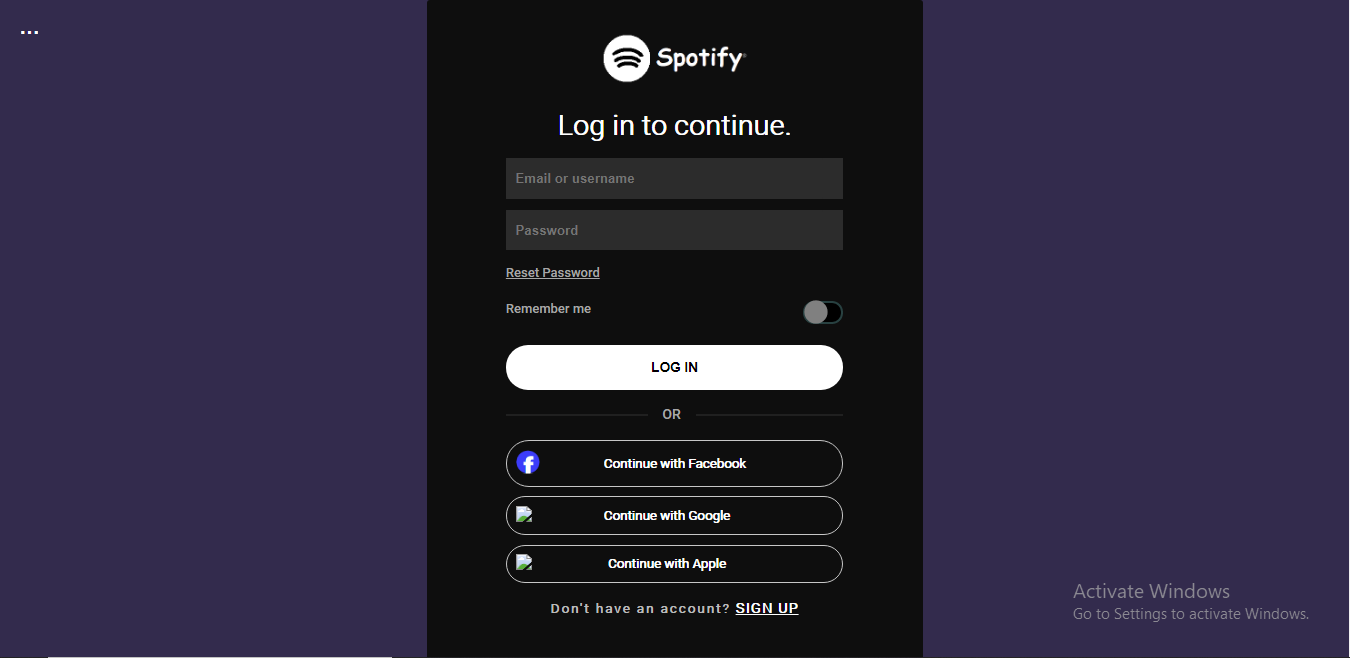 ...
Spotify
Log in to continue.
Email or username
Password
Reset Password
Remember me
LOG IN
OR
Continue with Facebook
Continue with Google
Continue with Apple
Don't have an account? SIGN UP
Activate Windows
Go to Settings to activate Windows.